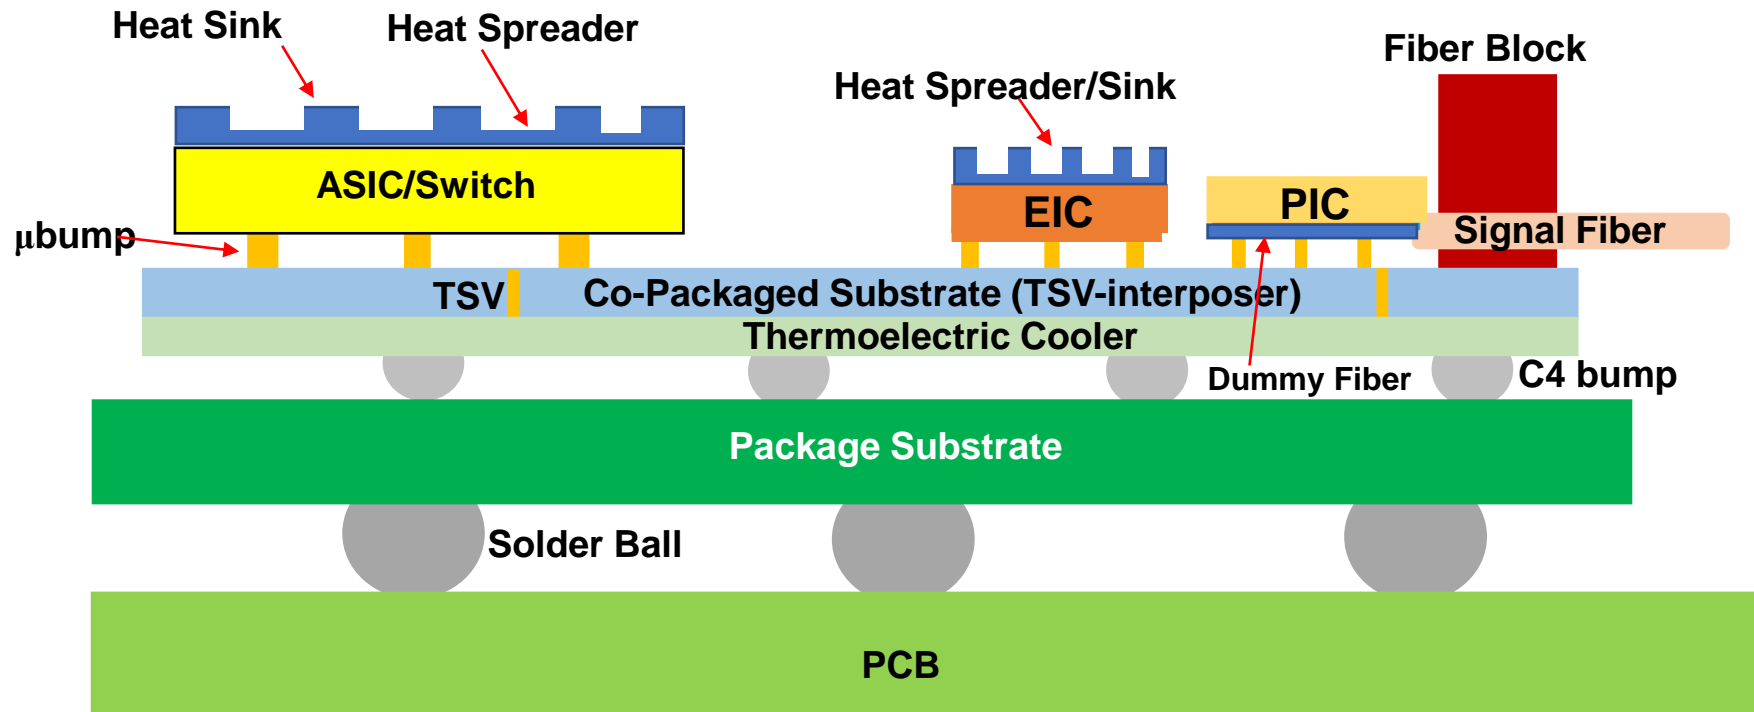 Heat Sink
Heat Spreader
Fiber Block
Heat Spreader/Sink
ASIC/Switch
EIC
PIC
μbump
Signal Fiber
TSV
Co-Packaged Substrate (TSV-interposer)
Thermoelectric Cooler
Dummy Fiber
C4 bump
Package Substrate
Solder Ball
PCB